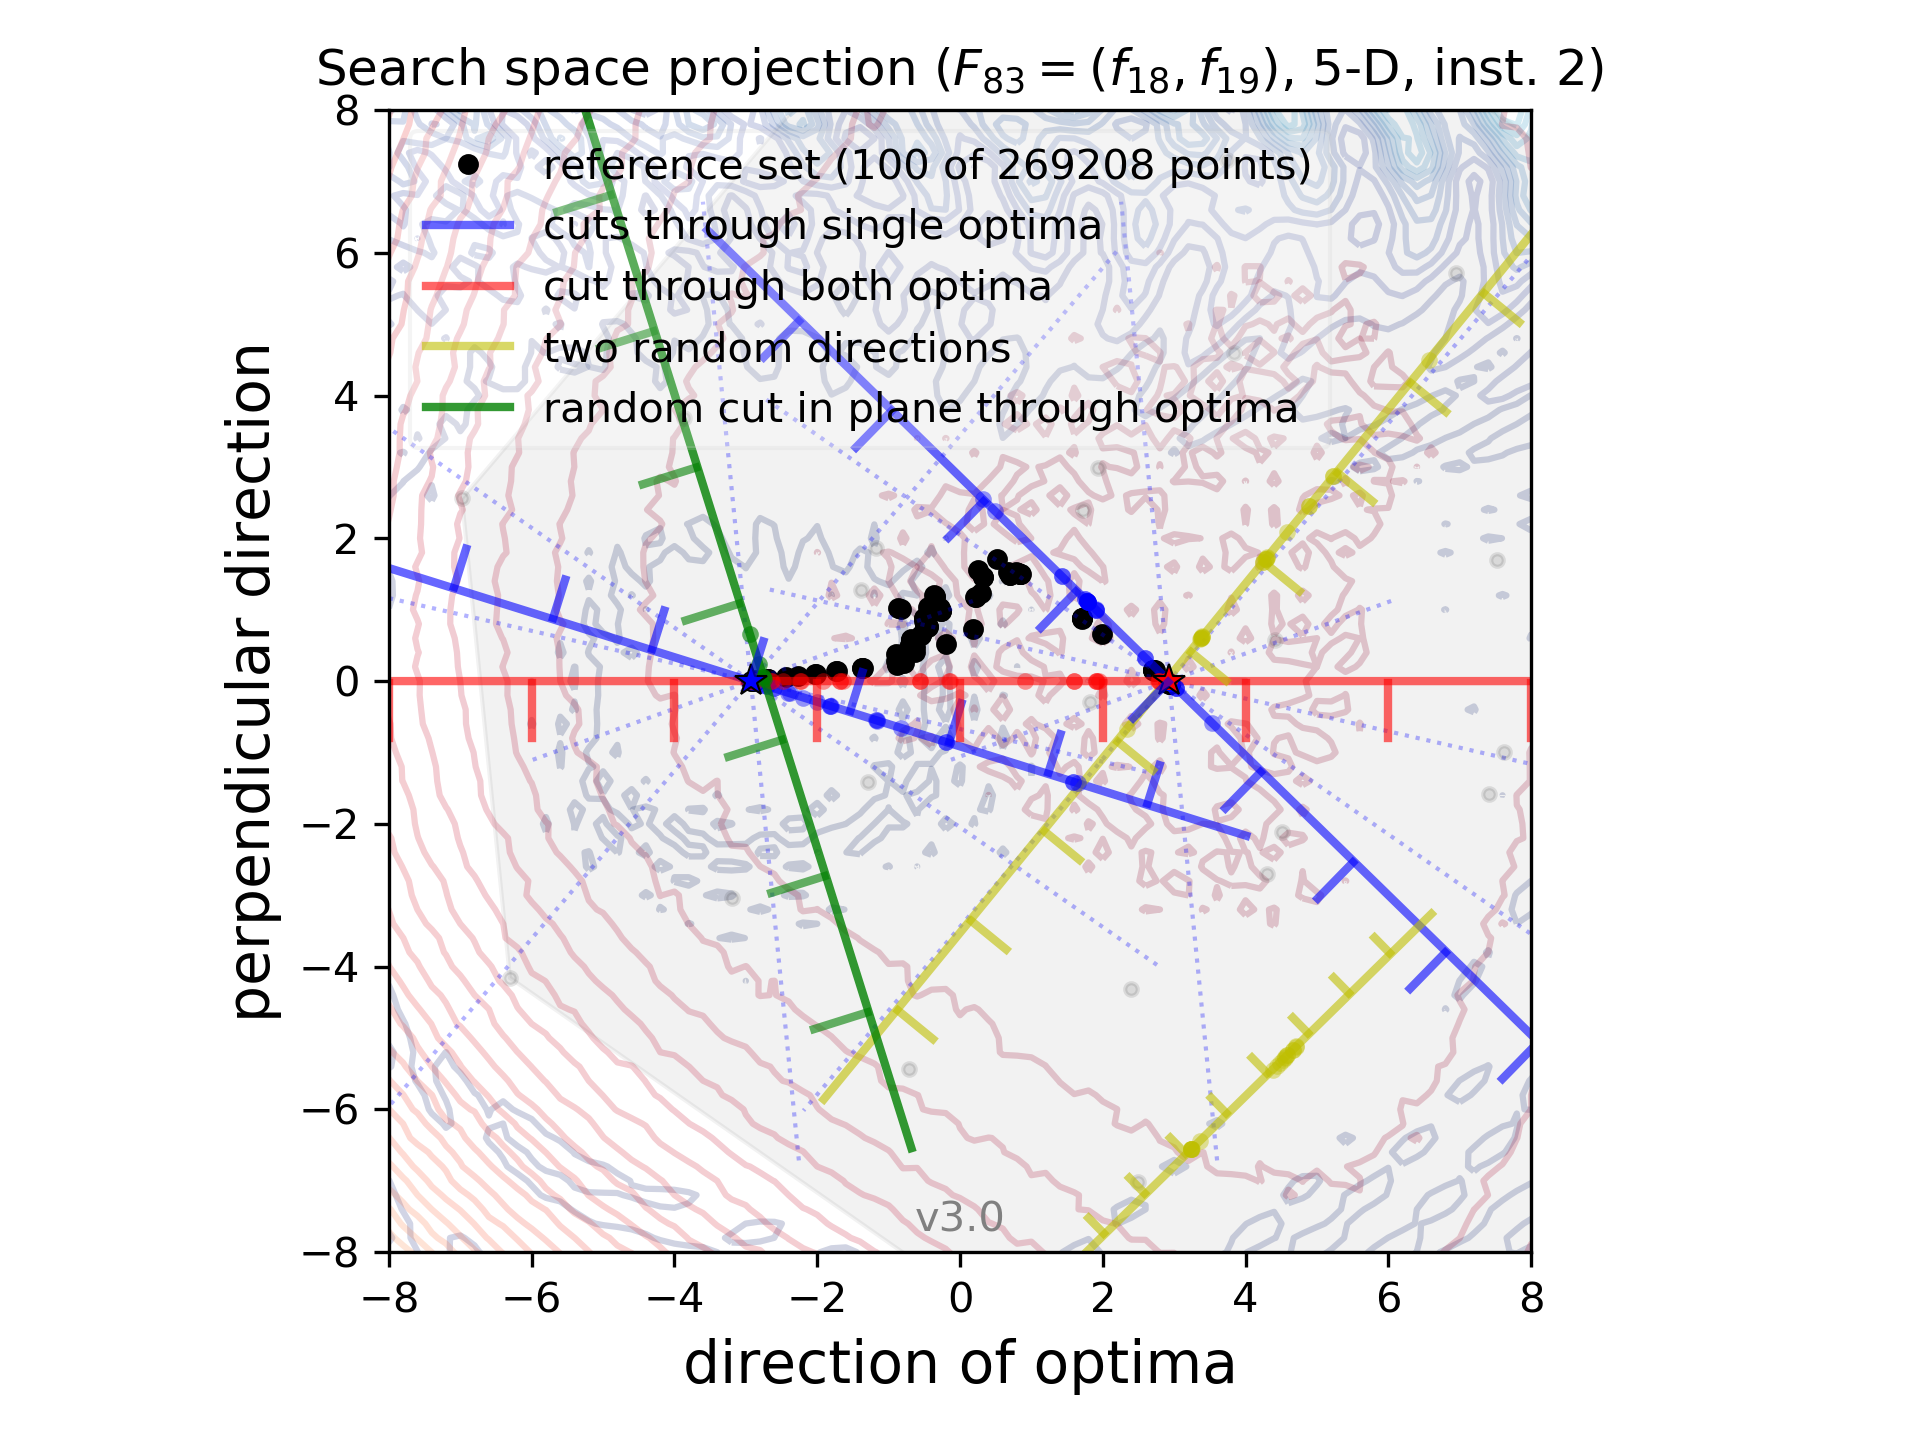 Search space projection (F₈₃ = (f₁₈, f₁₉), 5-D, inst. 2)
reference set (100 of 269208 points)
cuts through single optima
cut through both optima
two random directions
random cut in plane through optima
8
6
4
2
0
−2
−4
−6
−8
perpendicular direction
v3.0
−8 −6 −4 −2 0 2 4 6 8
direction of optima